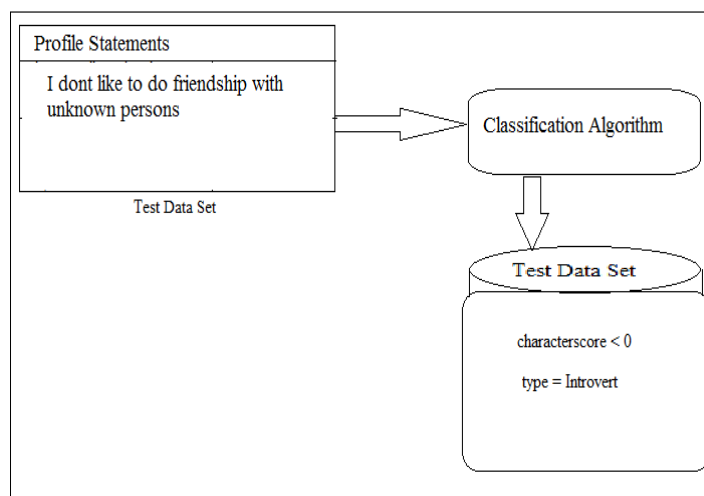 Profile Statements
I dont like to do friendship with
unknown persons
Test Data Set
Classification Algorithm
Test Data Set
characterscore < 0
type = Introvert